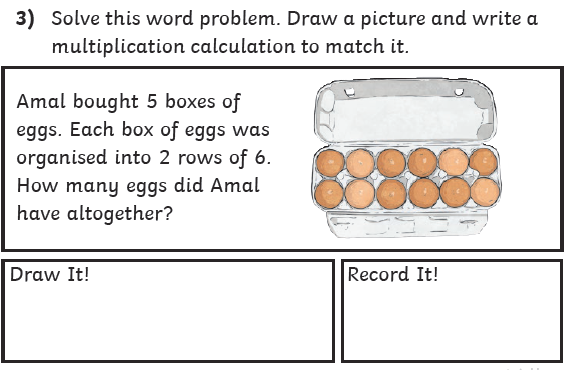 3) Solve this word problem. Draw a picture and write a
multiplication calculation to match it.
Amal bought 5 boxes of
eggs. Each box of eggs was
organised into 2 rows of 6.
How many eggs did Amal
have altogether?
Draw It!
Record It!